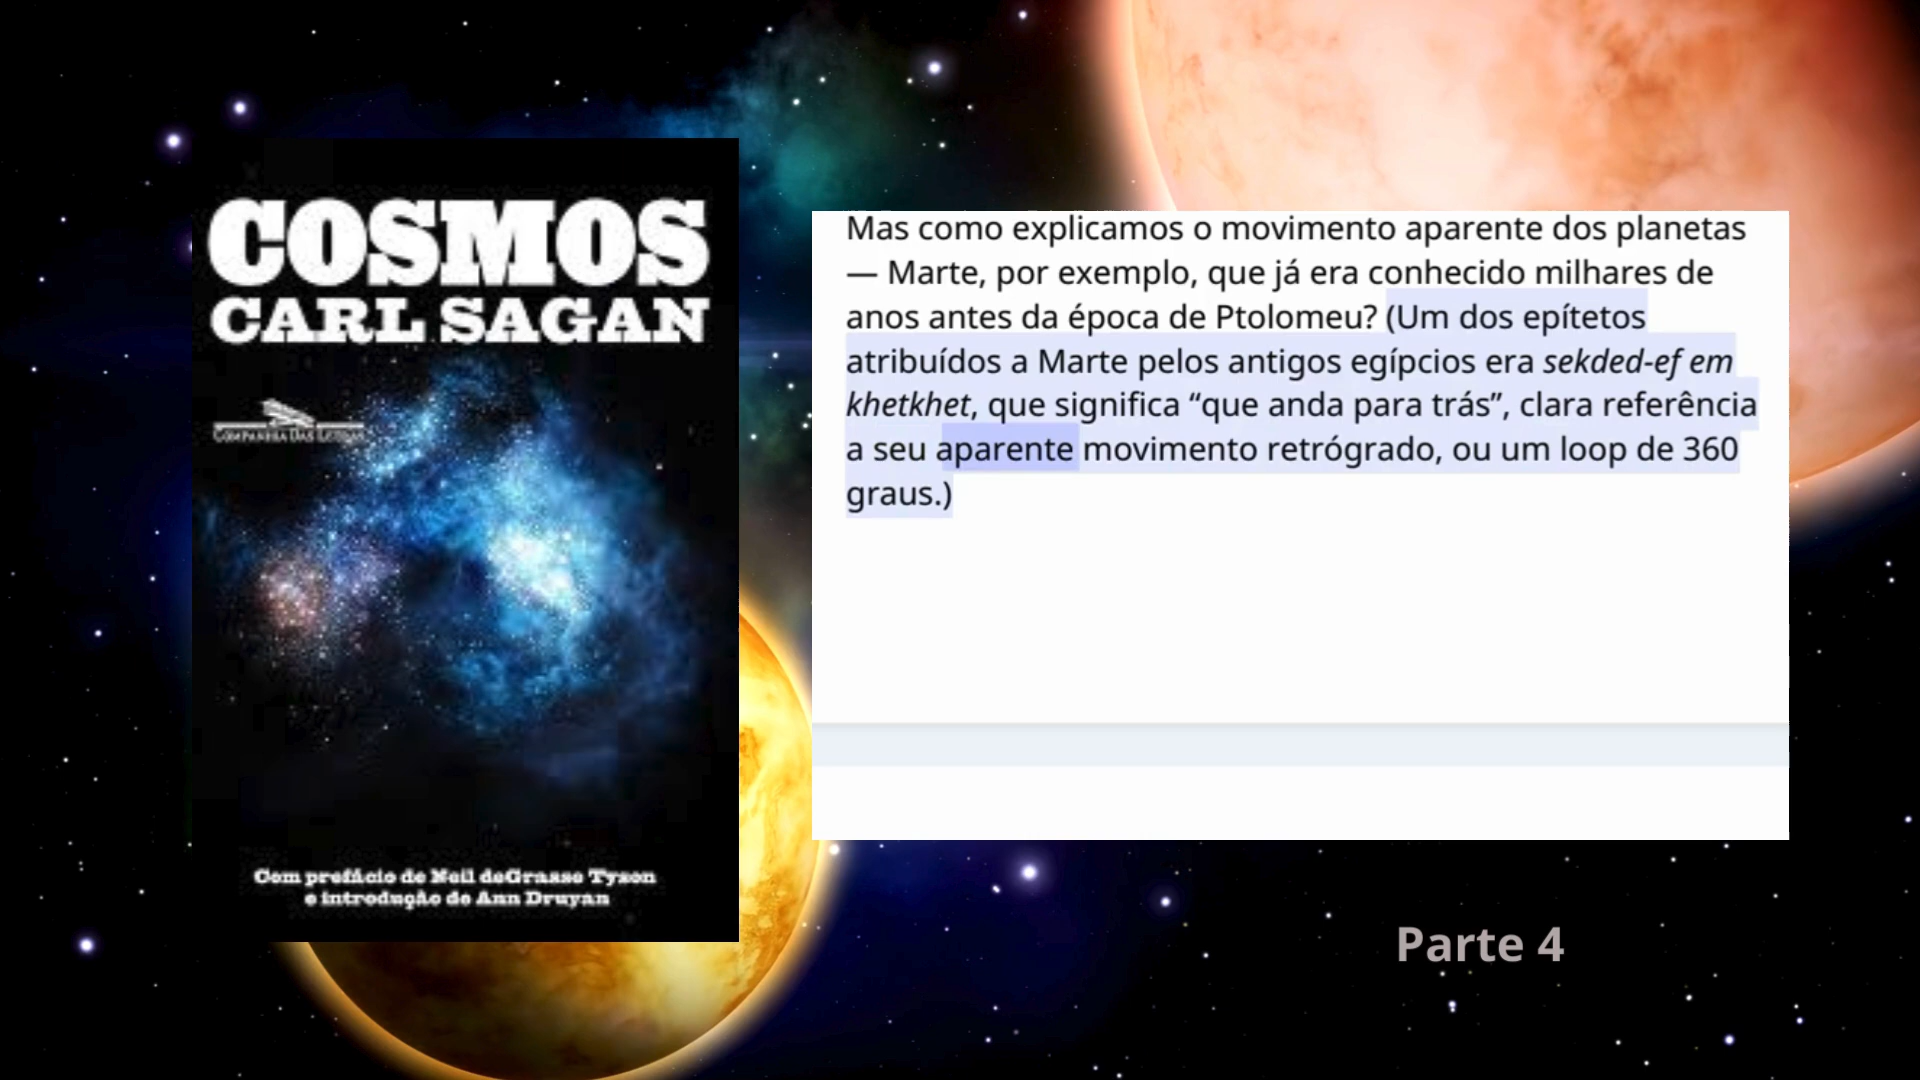 COSMOS
CARL SAGAN
COMPANHIA DAS LETRAS
Com prefácio de Neil deGrasse Tyson
e introdução de Ann Druyan
Mas como explicamos o movimento aparente dos planetas
— Marte, por exemplo, que já era conhecido milhares de
anos antes da época de Ptolomeu? (Um dos epítetos
atribuídos a Marte pelos antigos egípcios era sekded-ef em
khetkhet, que significa “que anda para trás”, clara referência
a seu aparente movimento retrógrado, ou um loop de 360
graus.)
Parte 4